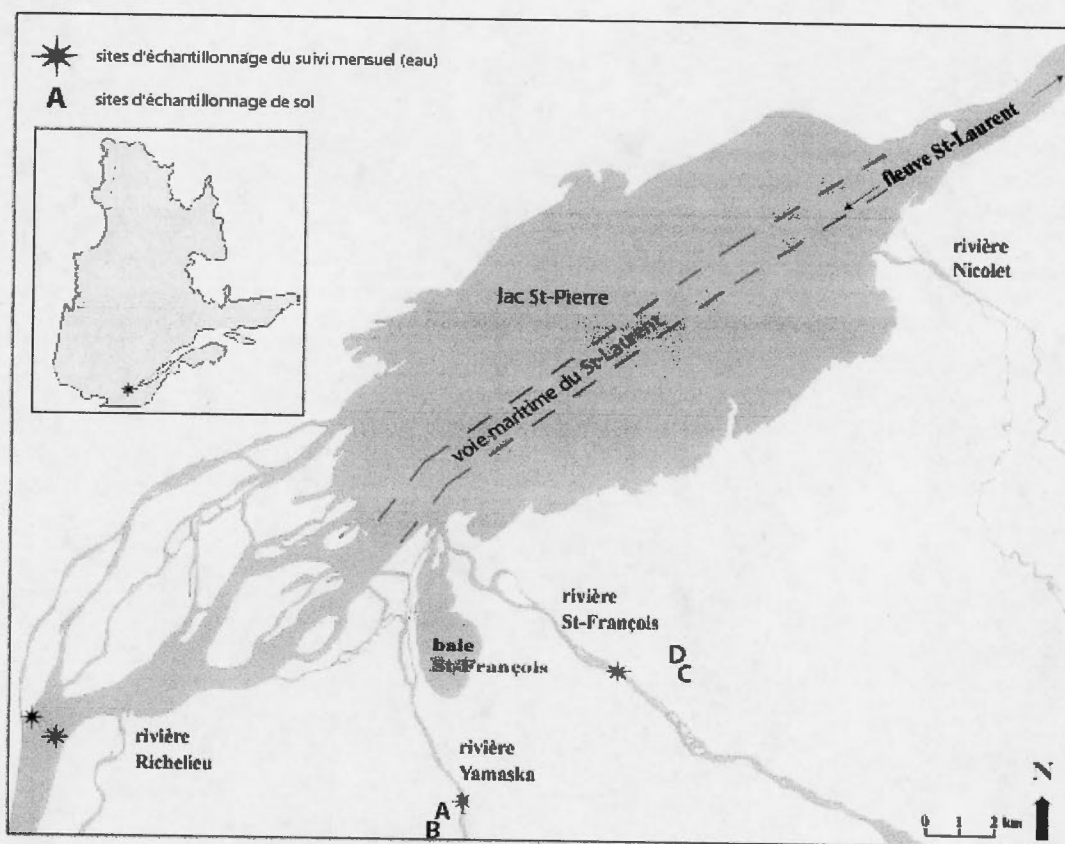 sites d'échantillonnage du suivi mensuel (eau)
A sites d'échantillonnage de sol
fleuve St-Laurent
rivière
Nicolet
lac St-Pierre
voie maritime du St-Laurent
rivière
St-François
baie
St-François
D
C
rivière
Richelieu
rivière
Yamaska
A
B
N
0 1 2 km